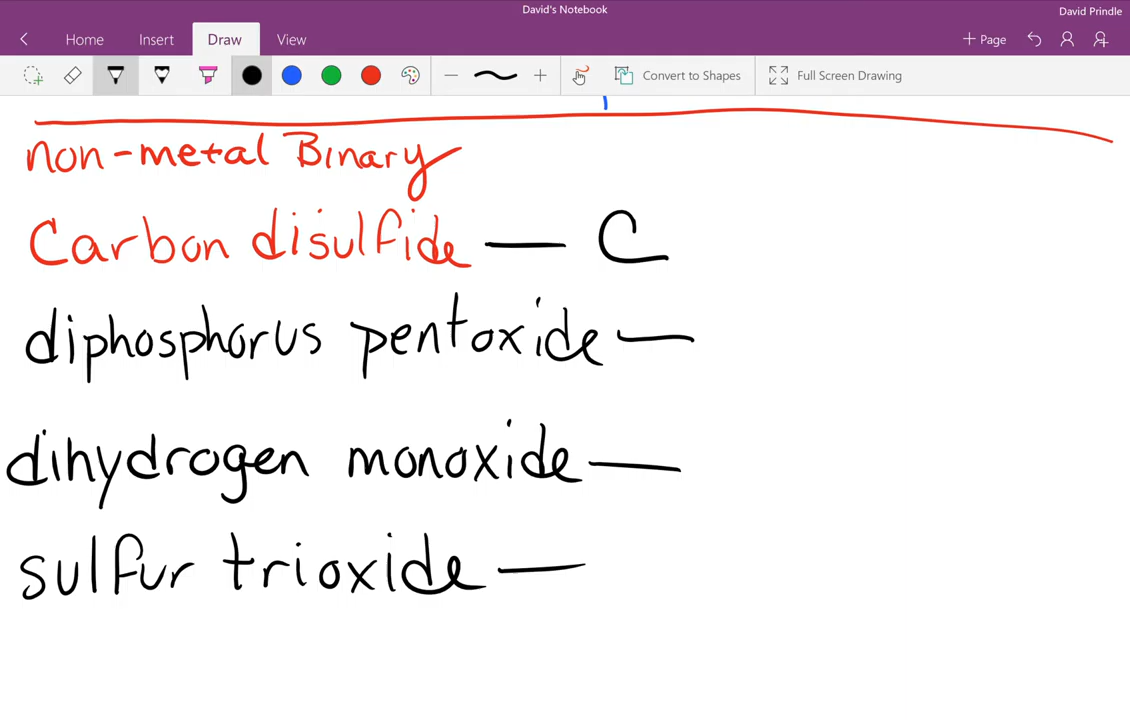 David's Notebook
David Prindle
Home Insert Draw View + Page
Convert to Shapes Full Screen Drawing
non-metal Binary
Carbon disulfide — C
diphosphorus pentoxide —
dihydrogen monoxide —
sulfur trioxide —